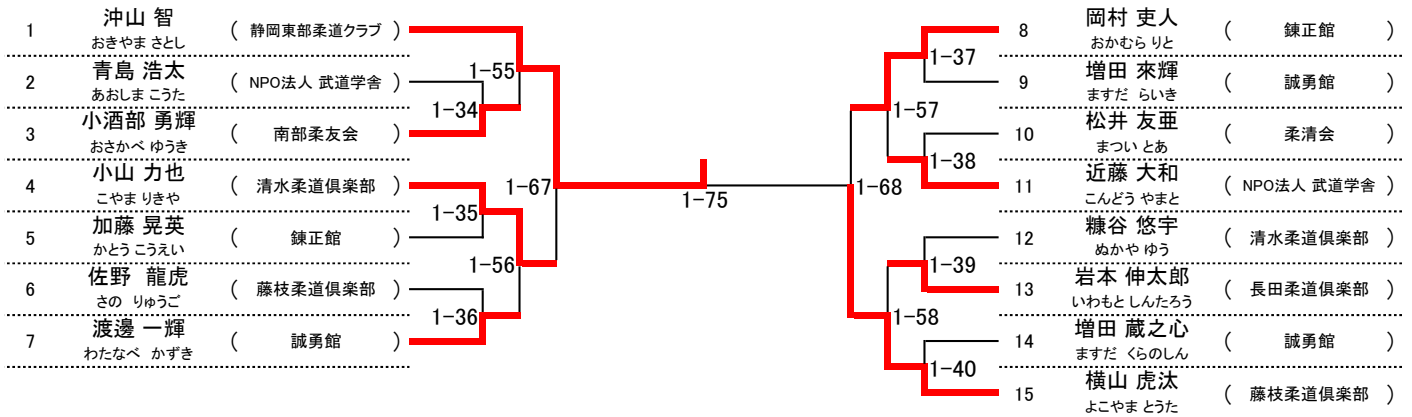 1 沖山 智 ( 静岡東部柔道クラブ )
おきやま さとし
2 青島 浩太 ( NPO法人 武道学舎 )
あおしま こうた
3 小酒部 勇輝 ( 南部柔友会 )
おさかべ ゆうき
4 小山 力也 ( 清水柔道倶楽部 )
こやま りきや
5 加藤 晃英 ( 錬正館 )
かとう こうえい
6 佐野 龍虎 ( 藤枝柔道倶楽部 )
さの りゅうご
7 渡邊 一輝 ( 誠勇館 )
わたなべ かずき
1-55
1-34
1-67
1-35
1-56
1-36
1-75
1-37
1-57
1-38
1-68
1-39
1-58
1-40
8 岡村 吏人 ( 錬正館 )
おかむら りと
9 増田 來輝 ( 誠勇館 )
ますだ らいき
10 松井 友亜 ( 柔清会 )
まつい とあ
11 近藤 大和 ( NPO法人 武道学舎 )
こんどう やまと
12 糠谷 悠宇 ( 清水柔道倶楽部 )
ぬかや ゆう
13 岩本 伸太郎 ( 長田柔道倶楽部 )
いわもと しんたろう
14 増田 蔵之心 ( 誠勇館 )
ますだ くらのしん
15 横山 虎汰 ( 藤枝柔道倶楽部 )
よこやま とうた